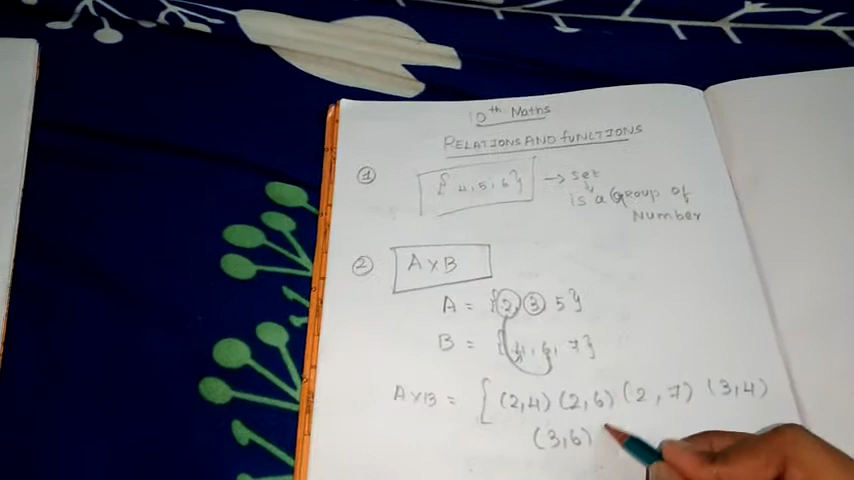 10th Maths
RELATIONS AND FUNCTIONS
① { 4, 5, 6 } → set
is a Group of
Number
② A x B
A = { 2, 3 5 }
B = { 4, 6, 7 }
A x B = { (2,4) (2,6) (2,7) (3,4)
(3,6)